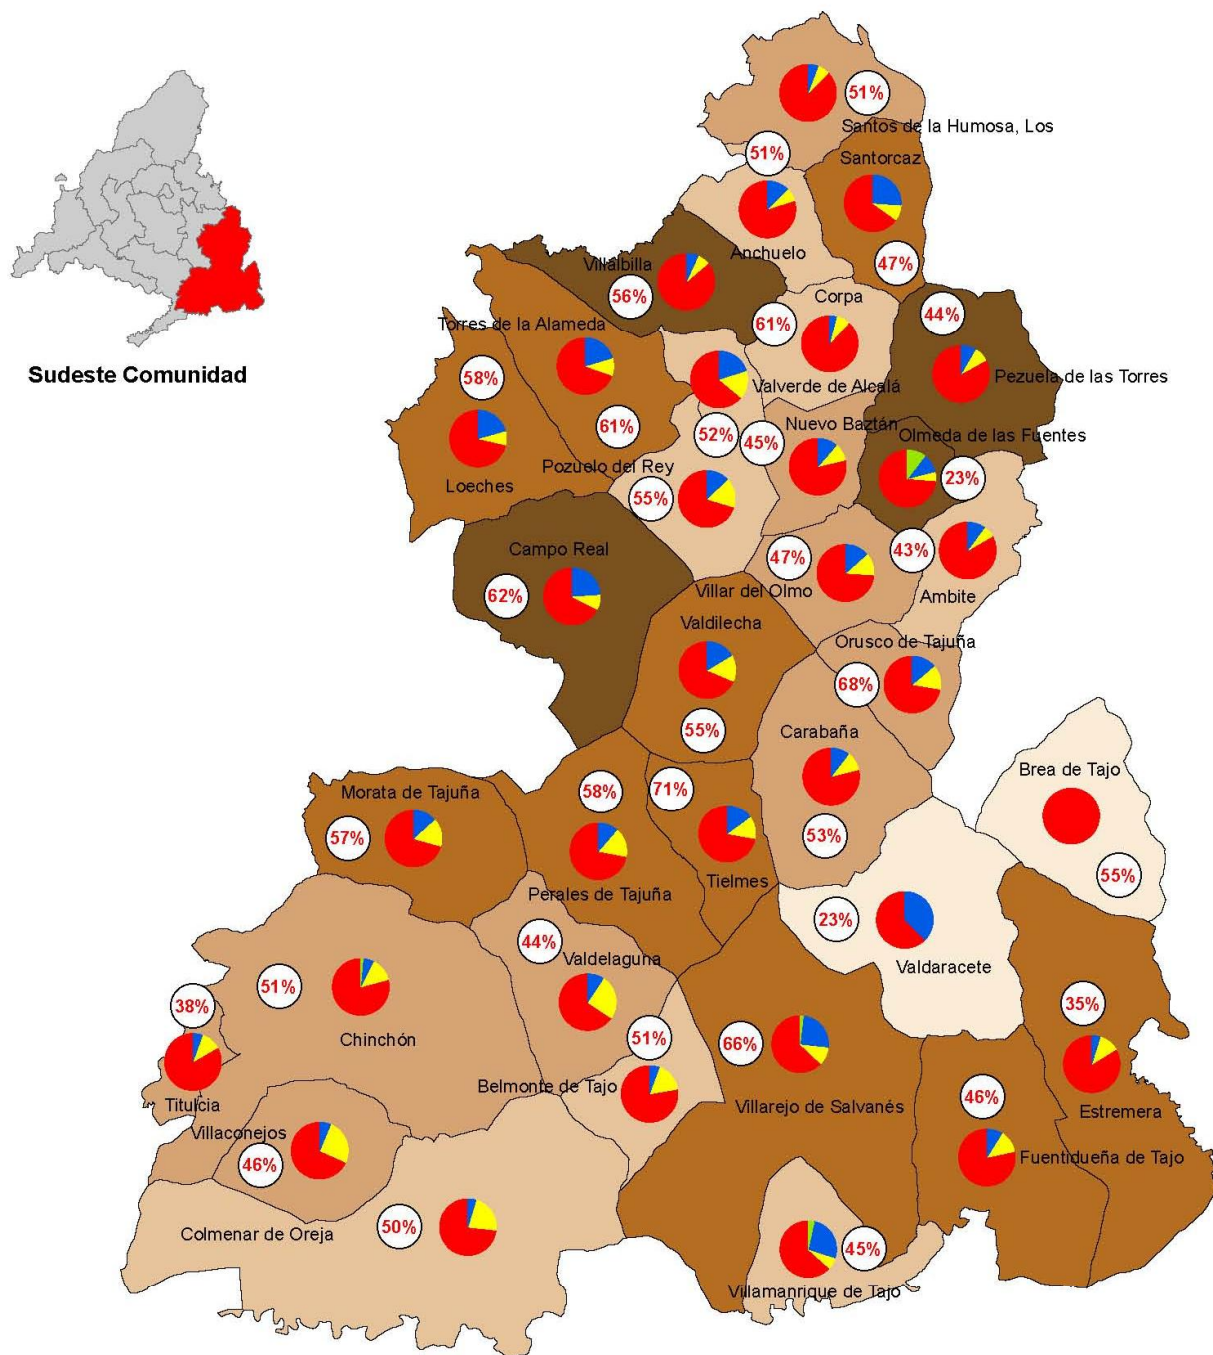 51%
Santos de la Humosa, Los
51%
Santorcaz
Anchuelo
47%
Villalbilla
56%
Corpa
61%
44%
Torres de la Alameda
Sudeste Comunidad
58%
Valverde de Alcalá
Pezuela de las Torres
61%
52%
45%
Nuevo Baztán
Olmeda de las Fuentes
Pozuelo del Rey
55%
23%
Loeches
Campo Real
62%
47%
43%
Villar del Olmo
Ambite
Valdilecha
Orusco de Tajuña
68%
55%
Carabaña
53%
Brea de Tajo
55%
Morata de Tajuña
57%
58%
71%
Perales de Tajuña
Tielmes
23%
Valdaracete
44%
Valdelaguna
51%
38%
Chinchón
51%
Belmonte de Tajo
66%
Villarejo de Salvanés
35%
Estremera
Titulcia
46%
Fuentidueña de Tajo
Villaconejos
46%
Colmenar de Oreja
50%
45%
Villamanrique de Tajo